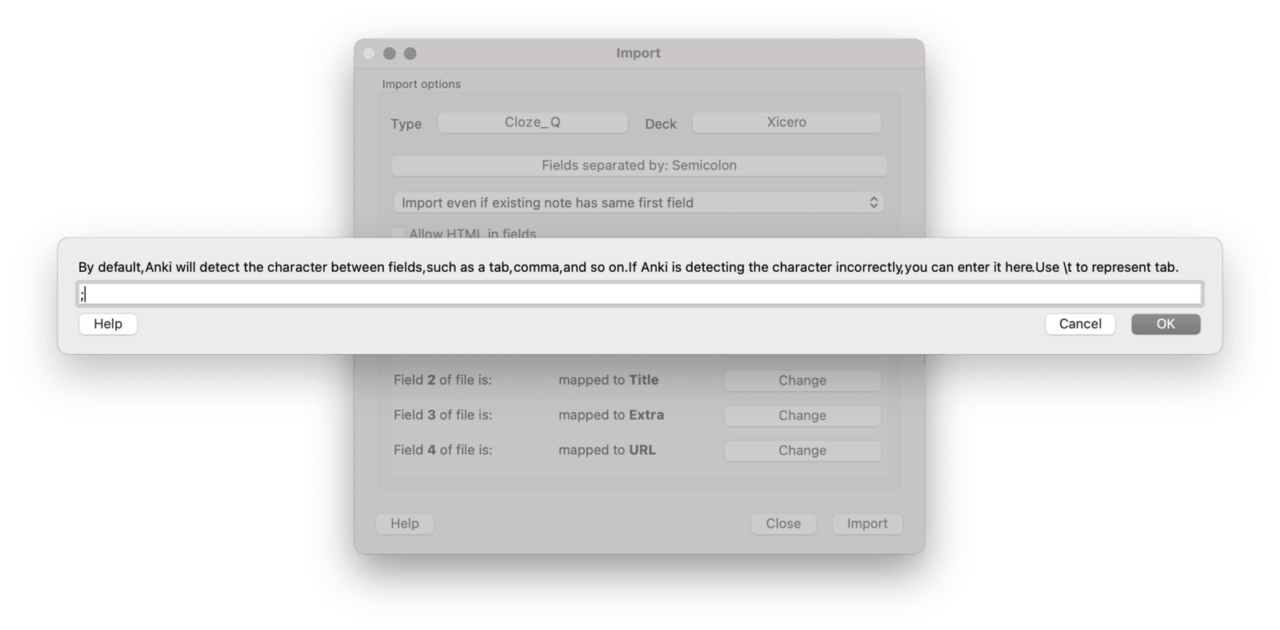 Import
Import options
Type Cloze_Q Deck Xicero
Fields separated by: Semicolon
Import even if existing note has same first field
Allow HTML in fields
By default,Anki will detect the character between fields,such as a tab,comma,and so on.If Anki is detecting the character incorrectly,you can enter it here.Use \t to represent tab.
;
Help Cancel OK
Field 2 of file is: mapped to Title Change
Field 3 of file is: mapped to Extra Change
Field 4 of file is: mapped to URL Change
Help Close Import